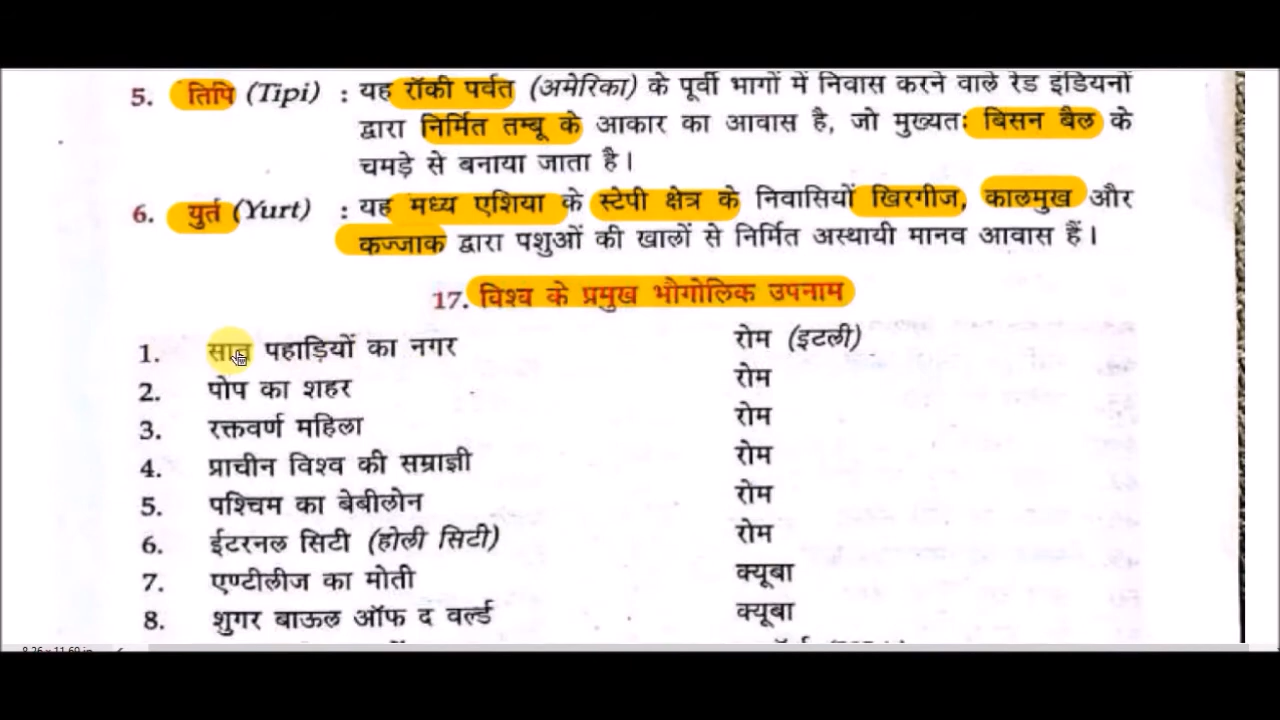 5. तिपि (Tipi) : यह रॉकी पर्वत (अमेरिका) के पूर्वी भागों में निवास करने वाले रेड इंडियनों
द्वारा निर्मित तम्बू के आकार का आवास है, जो मुख्यतः बिसन बैल के
चमड़े से बनाया जाता है।
6. युर्त (Yurt) : यह मध्य एशिया के स्टेपी क्षेत्र के निवासियों खिरगीज, कालमुख और
कज्जाक द्वारा पशुओं की खालों से निर्मित अस्थायी मानव आवास हैं।
17. विश्व के प्रमुख भौगोलिक उपनाम
1. सात पहाड़ियों का नगर रोम (इटली)
2. पोप का शहर रोम
3. रक्तवर्ण महिला रोम
4. प्राचीन विश्व की सम्राज्ञी रोम
5. पश्चिम का बेबीलोन रोम
6. ईटरनल सिटी (होली सिटी) रोम
7. एण्टीलीज का मोती क्यूबा
8. शुगर बाऊल ऑफ द वर्ल्ड क्यूबा